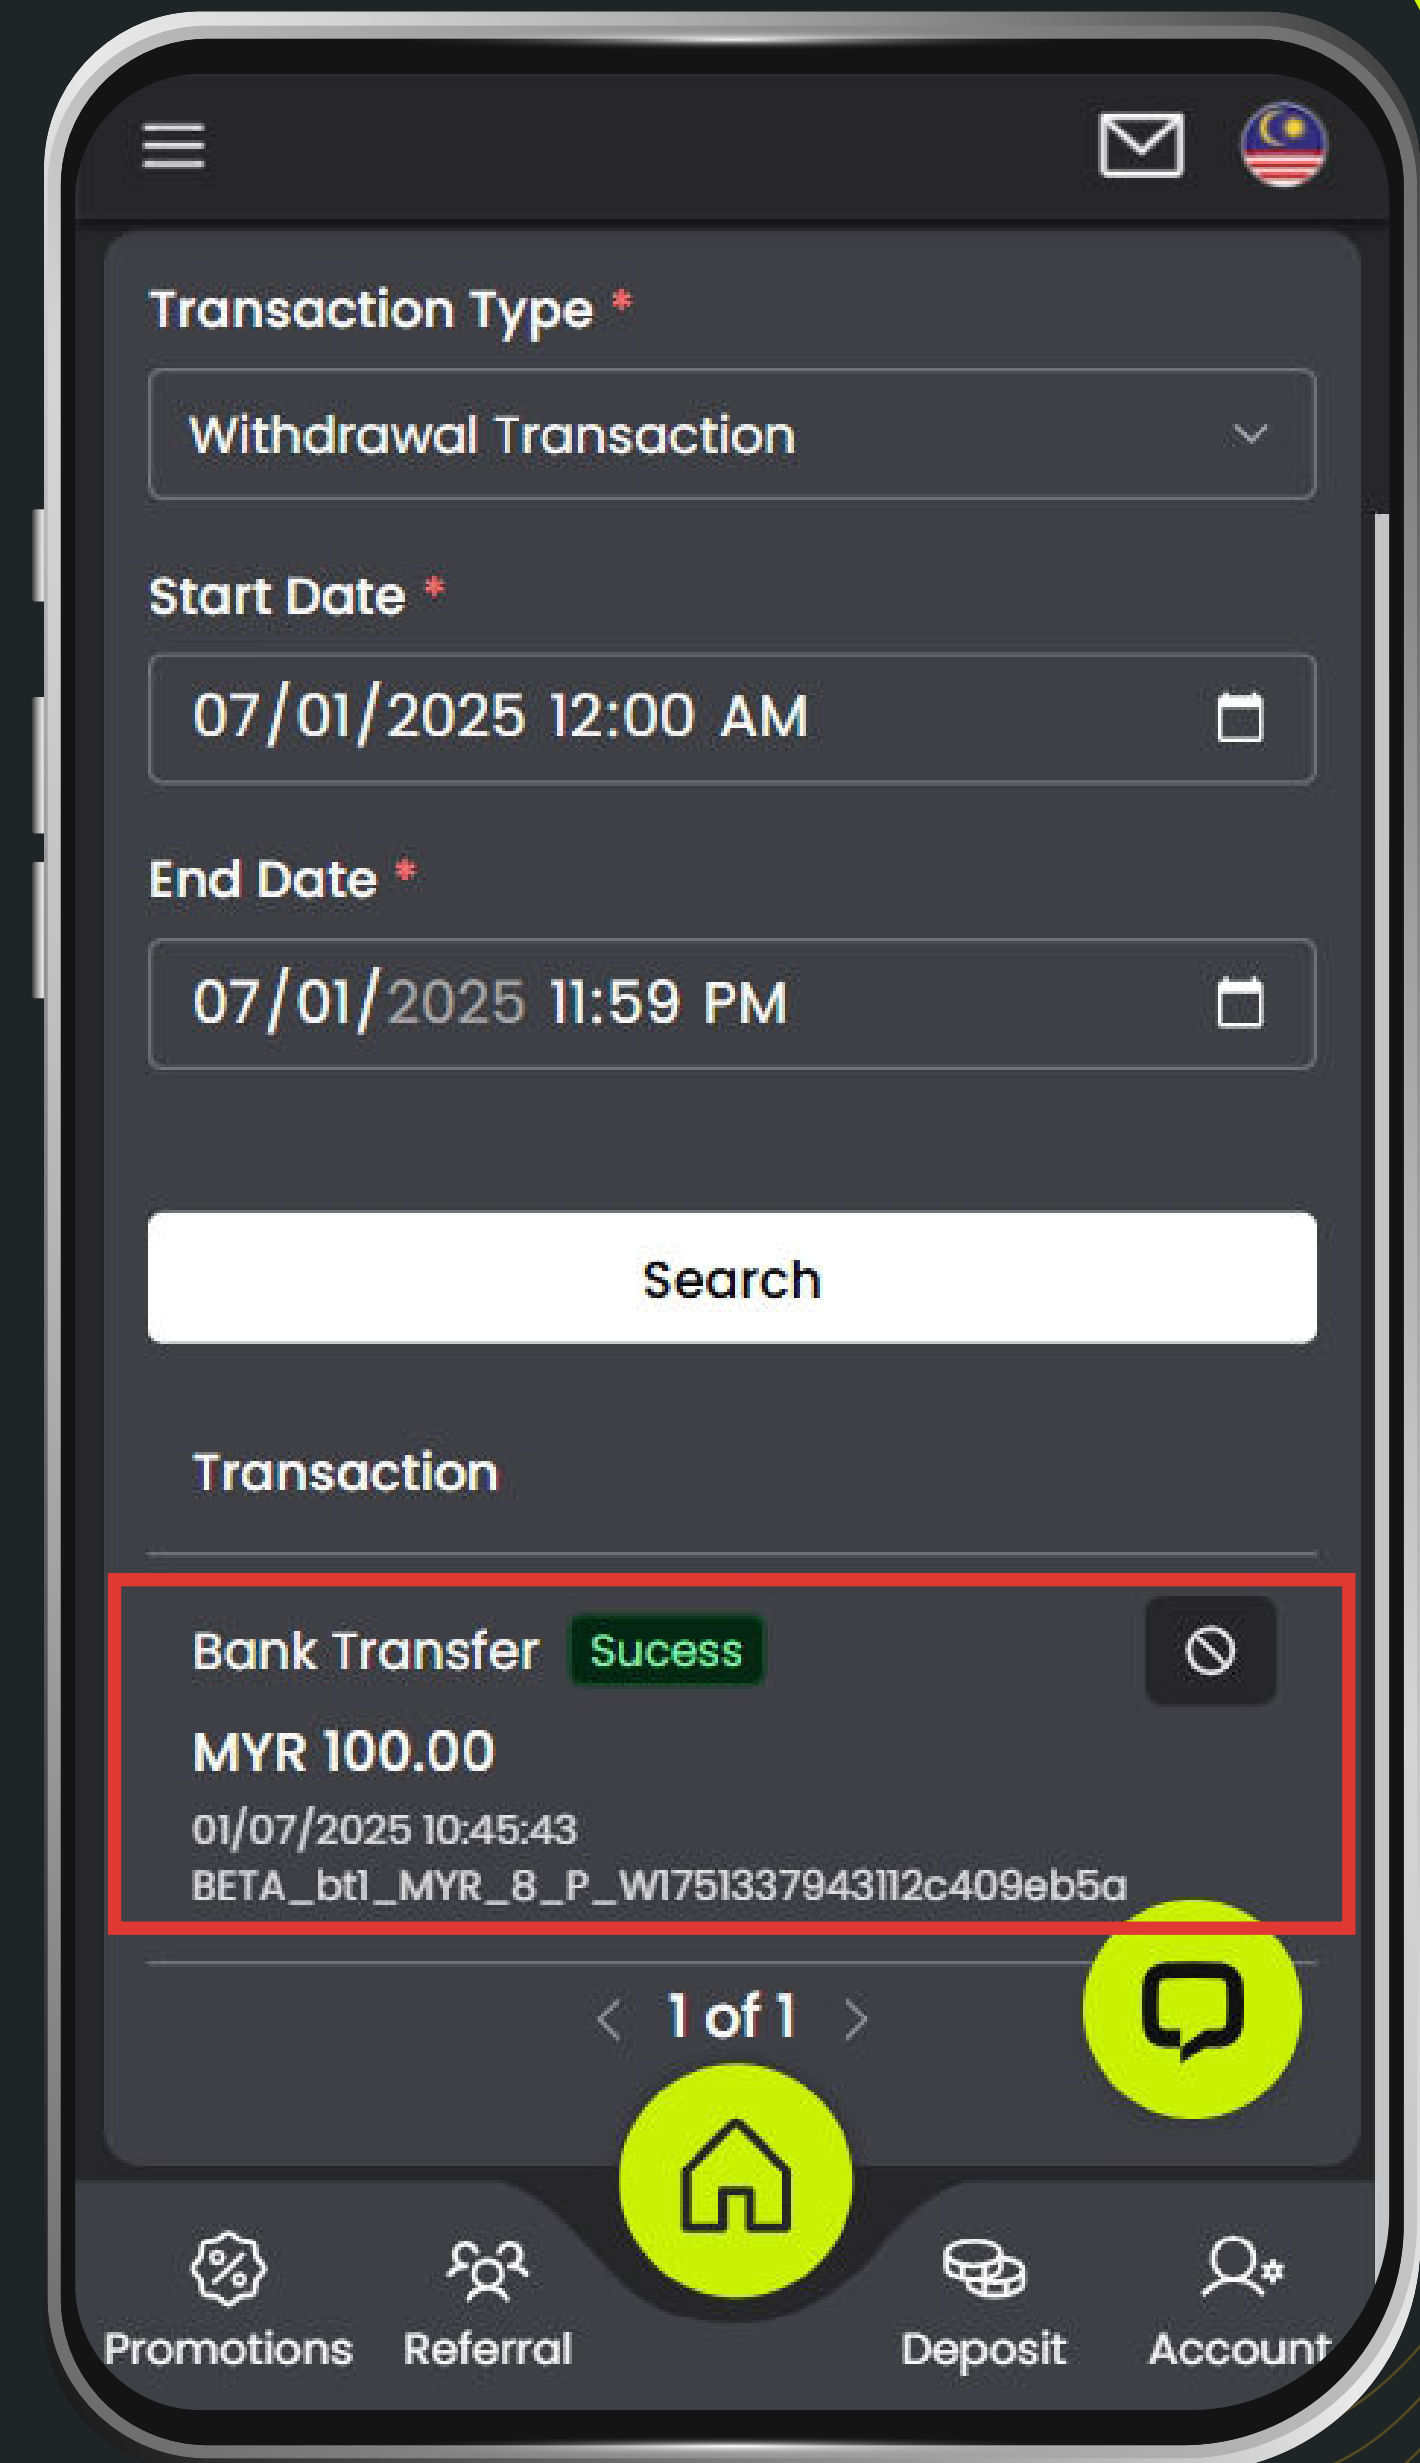 Transaction Type *
Withdrawal Transaction
Start Date *
07/01/2025 12:00 AM
End Date *
07/01/2025 11:59 PM
Search
Transaction
Bank Transfer Sucess
MYR 100.00
01/07/2025 10:45:43
BETA_bt1_MYR_8_P_W1751337943112c409eb5a
< 1 of 1 >
Promotions Referral Deposit Account